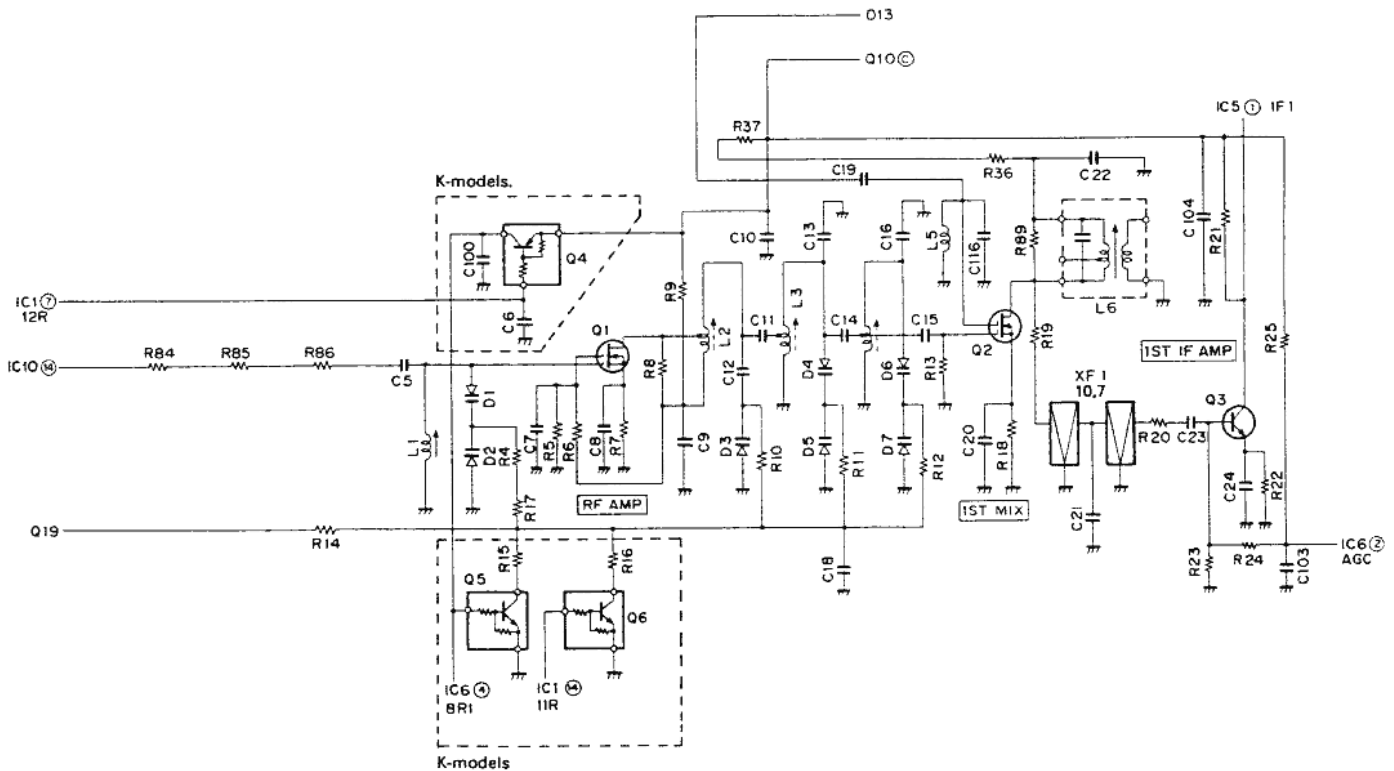 D13
Q10 Ⓒ
IC5 ① IF1
R37
C19
R36
C22
K-models.
C100
Q4
C10
C13
C16
L5
C116
R89
C104
R21
L6
IC1 ⑦
12R
C6
R9
L2
C11
L3
Q1
R8
C14
C15
Q2
R19
1ST IF AMP
R25
IC10 ⑭
R84
R85
R86
C5
D1
C12
D4
D6
R13
XF1
10.7
Q3
L1
D2
R4
C7
R5
R6
C8
R7
C9
D3
R10
D5
R11
D7
R12
C20
R18
R20
C23
C24
R22
R17
RF AMP
1ST MIX
C21
Q19
R14
R15
R16
C18
R23
R24
C103
IC6 ②
AGC
Q5
Q6
IC6 ④
8R1
IC1 ⑭
11R
K-models